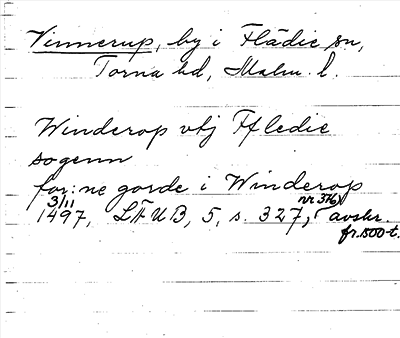 Vinnerup, by i Flädie sn,
Torna hd, Malm. l.
Winderop vtj Ffledie
sogenn
for: ne gorde i Winderop
3/11 1497, LÄUB, 5, s. 327, (nr 376) avskr.
fr. 1500-t.